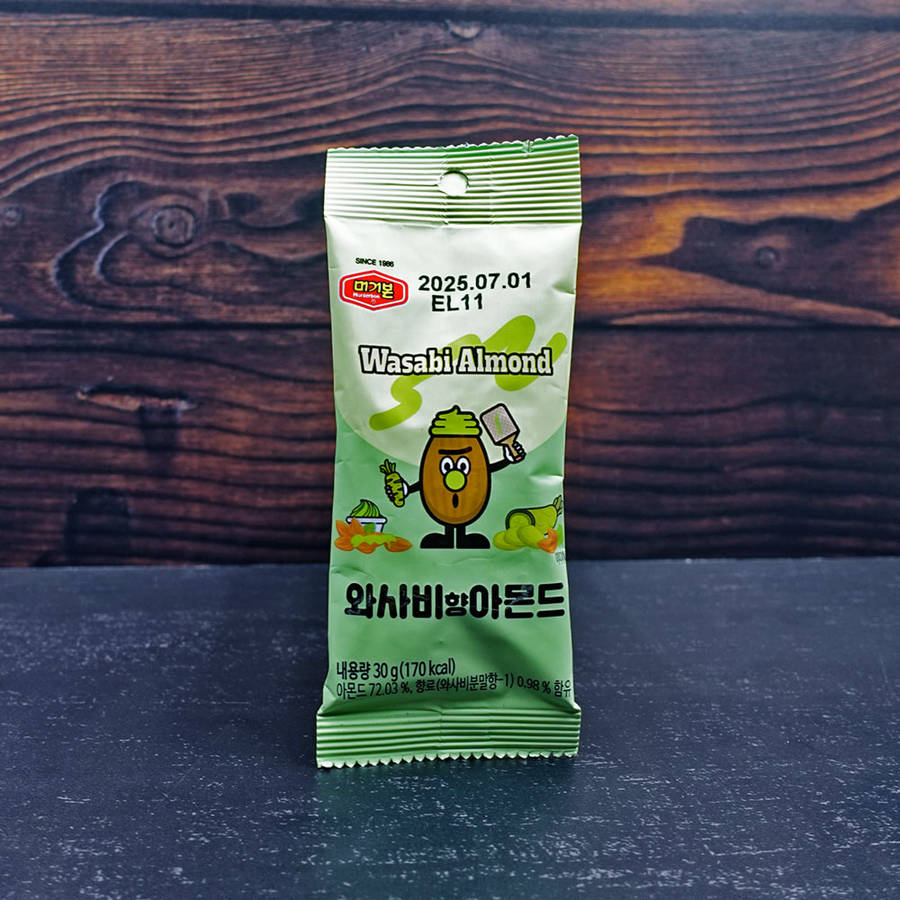 SINCE 1986
머거본
2025.07.01
EL11
Wasabi Almond
와사비향아몬드
내용량 30 g(170 kcal)
아몬드 72.03 %, 향료(와사비분말향-1) 0.98 % 함유